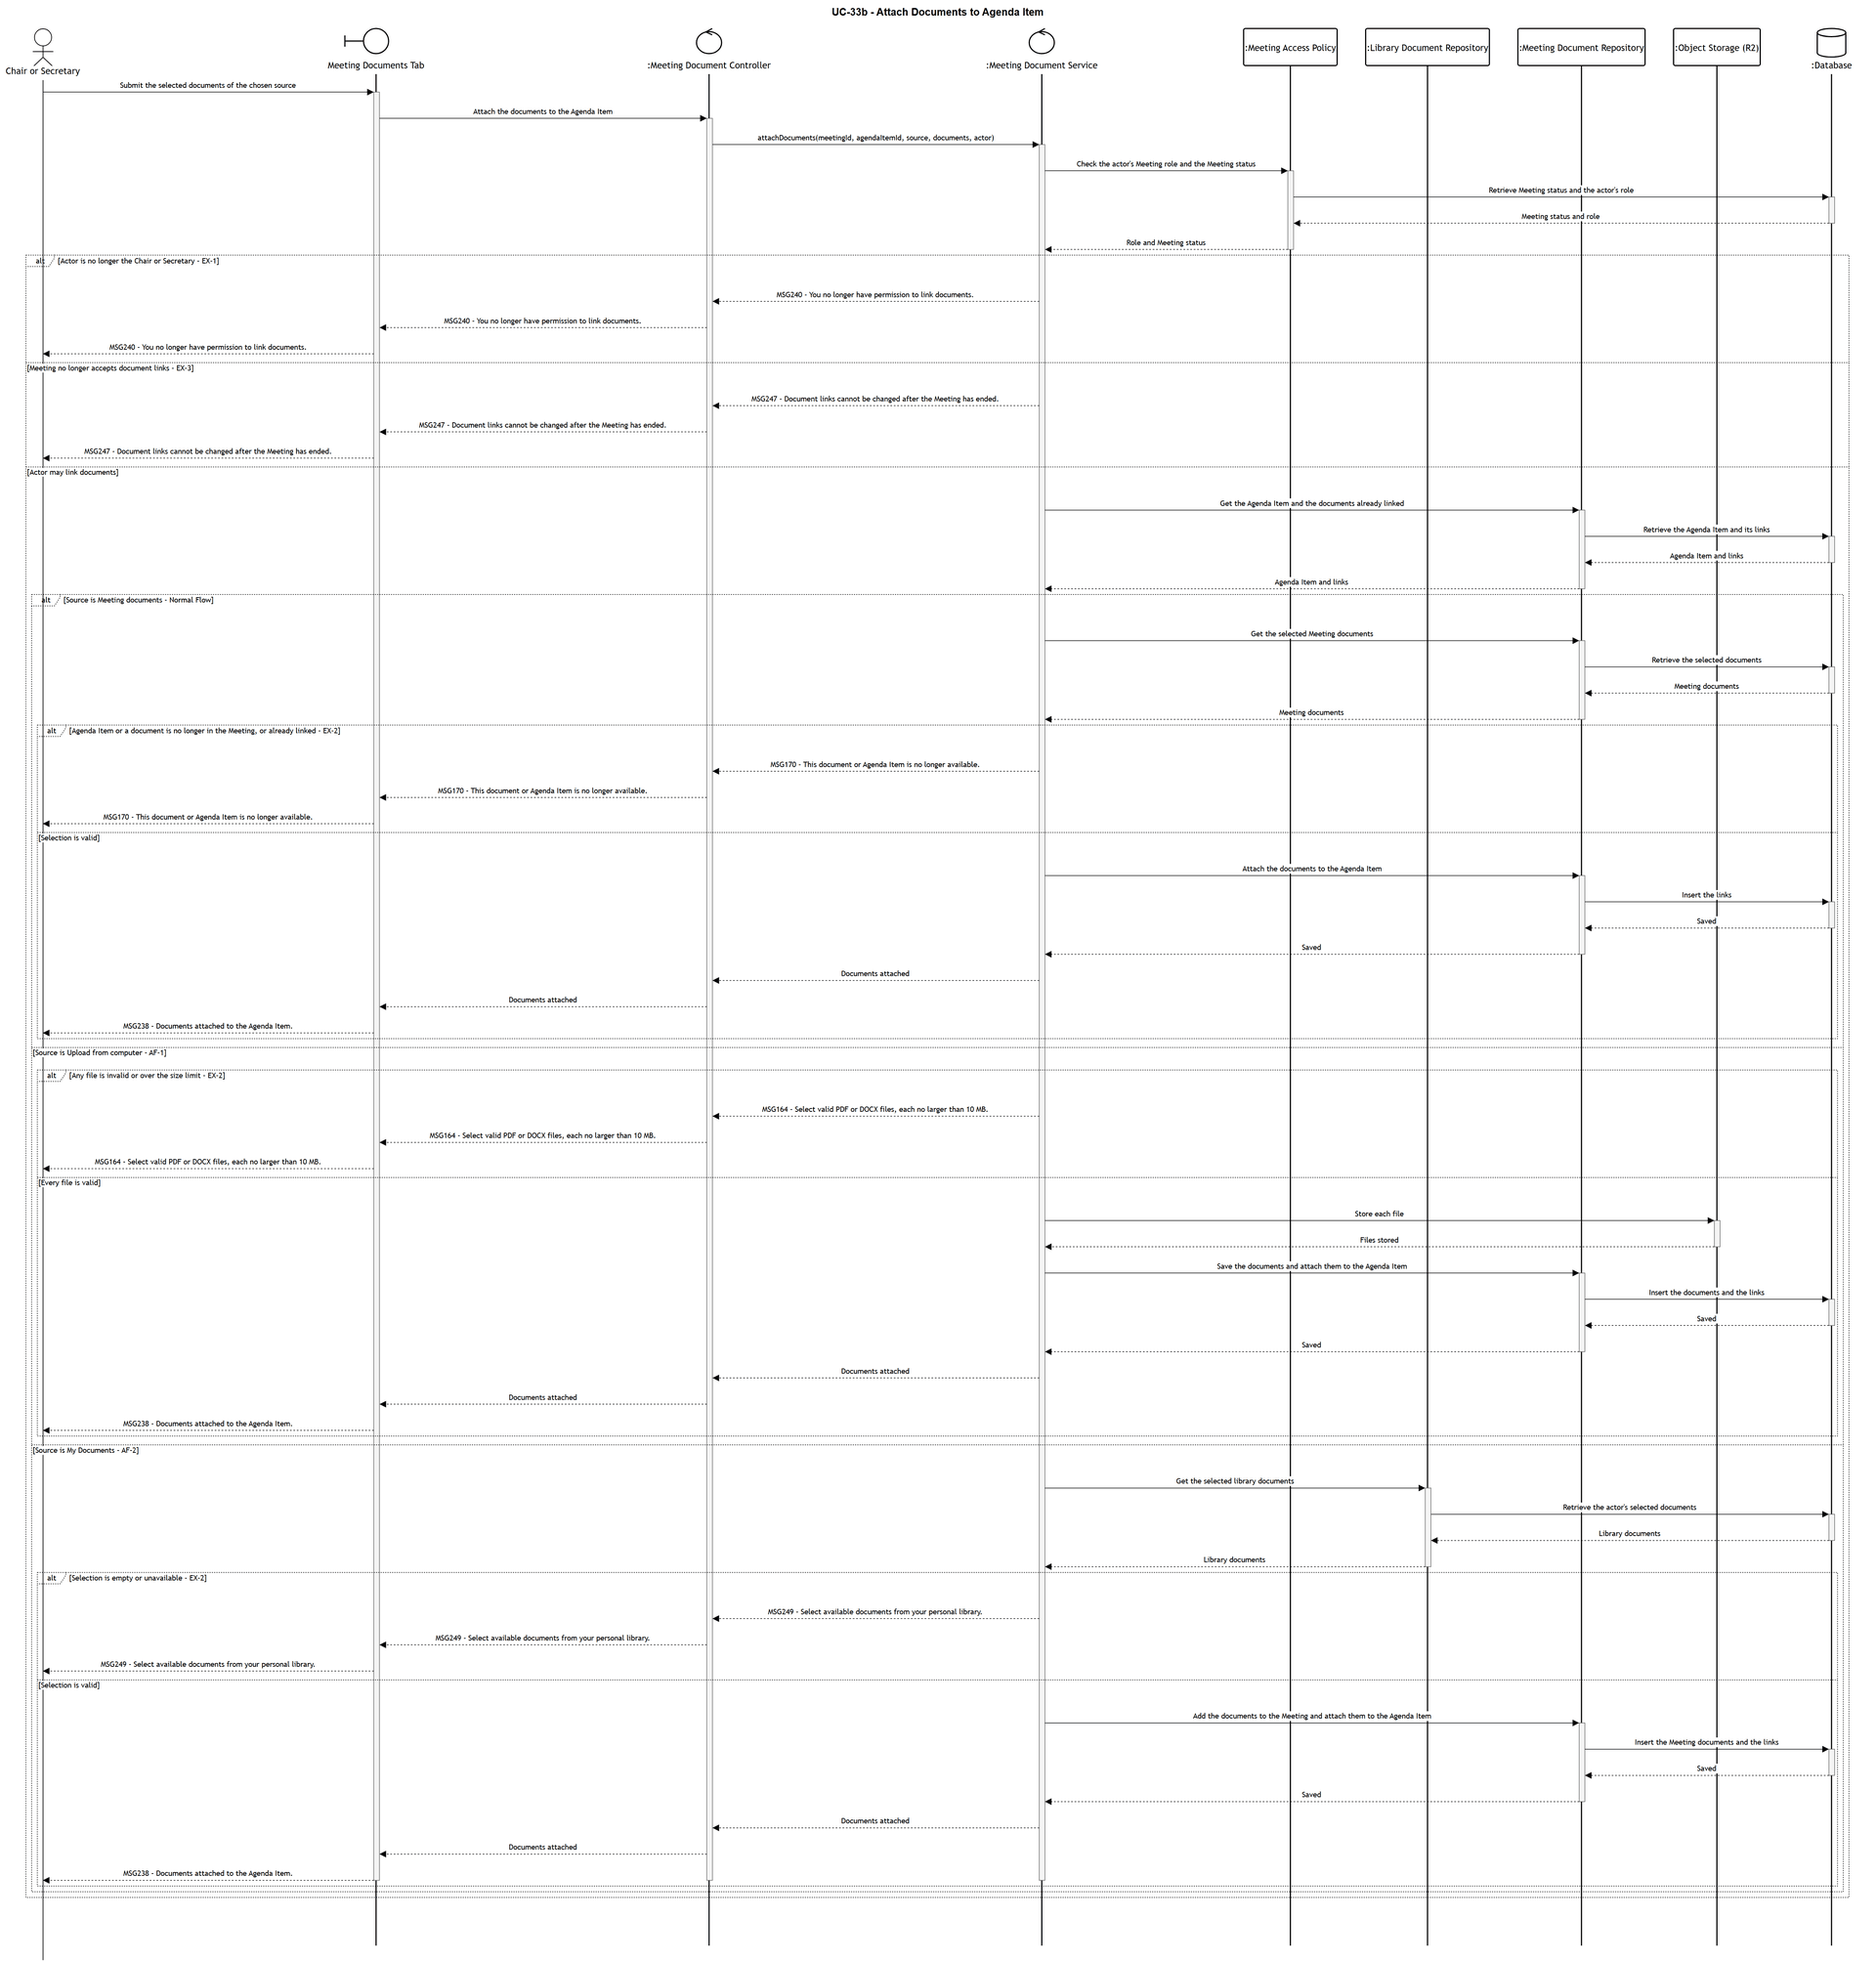 UC-33b - Attach Documents to Agenda Item
Chair or Secretary
Meeting Documents Tab
:Meeting Document Controller
:Meeting Document Service
:Meeting Access Policy
:Library Document Repository
:Meeting Document Repository
:Object Storage (R2)
:Database
Submit the selected documents of the chosen source
Attach the documents to the Agenda Item
attachDocuments(meetingId, agendaItemId, source, documents, actor)
Check the actor's Meeting role and the Meeting status
Retrieve Meeting status and the actor's role
Meeting status and role
Role and Meeting status
alt [Actor is no longer the Chair or Secretary - EX-1]
MSG240 - You no longer have permission to link documents.
MSG240 - You no longer have permission to link documents.
MSG240 - You no longer have permission to link documents.
[Meeting no longer accepts document links - EX-3]
MSG247 - Document links cannot be changed after the Meeting has ended.
MSG247 - Document links cannot be changed after the Meeting has ended.
MSG247 - Document links cannot be changed after the Meeting has ended.
[Actor may link documents]
Get the Agenda Item and the documents already linked
Retrieve the Agenda Item and its links
Agenda Item and links
Agenda Item and links
alt [Source is Meeting documents - Normal Flow]
Get the selected Meeting documents
Retrieve the selected documents
Meeting documents
Meeting documents
alt [Agenda Item or a document is no longer in the Meeting, or already linked - EX-2]
MSG170 - This document or Agenda Item is no longer available.
MSG170 - This document or Agenda Item is no longer available.
MSG170 - This document or Agenda Item is no longer available.
[Selection is valid]
Attach the documents to the Agenda Item
Insert the links
Saved
Saved
Documents attached
Documents attached
MSG238 - Documents attached to the Agenda Item.
[Source is Upload from computer - AF-1]
alt [Any file is invalid or over the size limit - EX-2]
MSG164 - Select valid PDF or DOCX files, each no larger than 10 MB.
MSG164 - Select valid PDF or DOCX files, each no larger than 10 MB.
MSG164 - Select valid PDF or DOCX files, each no larger than 10 MB.
[Every file is valid]
Store each file
Files stored
Save the documents and attach them to the Agenda Item
Insert the documents and the links
Saved
Saved
Documents attached
Documents attached
MSG238 - Documents attached to the Agenda Item.
[Source is My Documents - AF-2]
Get the selected library documents
Retrieve the actor's selected documents
Library documents
Library documents
alt [Selection is empty or unavailable - EX-2]
MSG249 - Select available documents from your personal library.
MSG249 - Select available documents from your personal library.
MSG249 - Select available documents from your personal library.
[Selection is valid]
Add the documents to the Meeting and attach them to the Agenda Item
Insert the Meeting documents and the links
Saved
Saved
Documents attached
Documents attached
MSG238 - Documents attached to the Agenda Item.